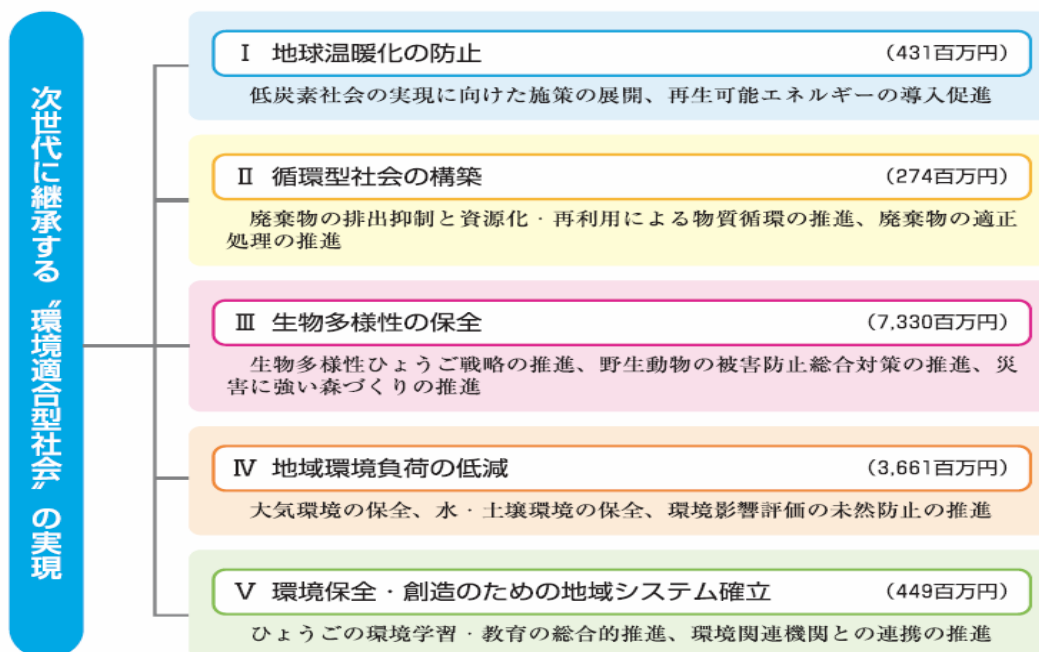 次世代に継承する〝環境適合型社会〟の実現
Ⅰ 地球温暖化の防止 （431百万円）
低炭素社会の実現に向けた施策の展開、再生可能エネルギーの導入促進
Ⅱ 循環型社会の構築 （274百万円）
廃棄物の排出抑制と資源化・再利用による物質循環の推進、廃棄物の適正
処理の推進
Ⅲ 生物多様性の保全 （7,330百万円）
生物多様性ひょうご戦略の推進、野生動物の被害防止総合対策の推進、災
害に強い森づくりの推進
Ⅳ 地域環境負荷の低減 （3,661百万円）
大気環境の保全、水・土壌環境の保全、環境影響評価の未然防止の推進
Ⅴ 環境保全・創造のための地域システム確立 （449百万円）
ひょうごの環境学習・教育の総合的推進、環境関連機関との連携の推進